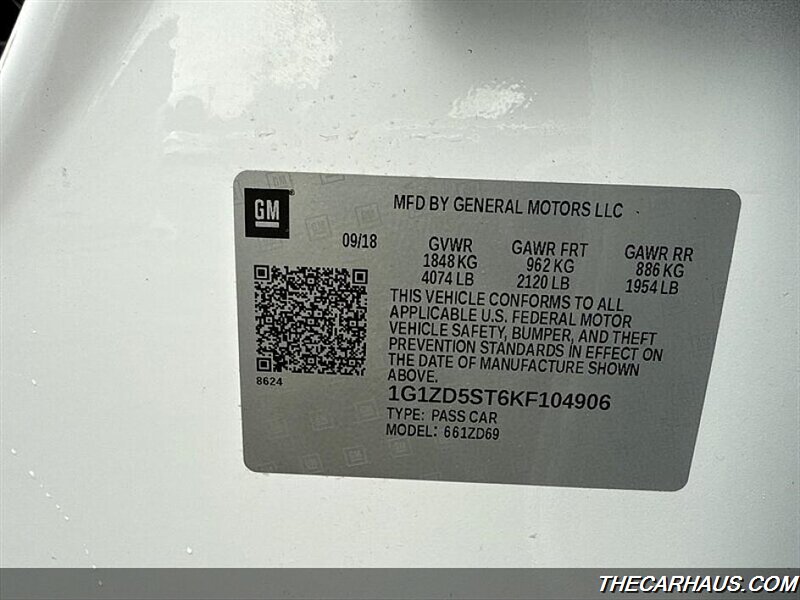 GM
MFD BY GENERAL MOTORS LLC
09/18 GVWR GAWR FRT GAWR RR
1848 KG 962 KG 886 KG
4074 LB 2120 LB 1954 LB
THIS VEHICLE CONFORMS TO ALL
APPLICABLE U.S. FEDERAL MOTOR
VEHICLE SAFETY, BUMPER, AND THEFT
PREVENTION STANDARDS IN EFFECT ON
THE DATE OF MANUFACTURE SHOWN
ABOVE.
8624
1G1ZD5ST6KF104906
TYPE: PASS CAR
MODEL: 661ZD69
THECARHAUS.COM